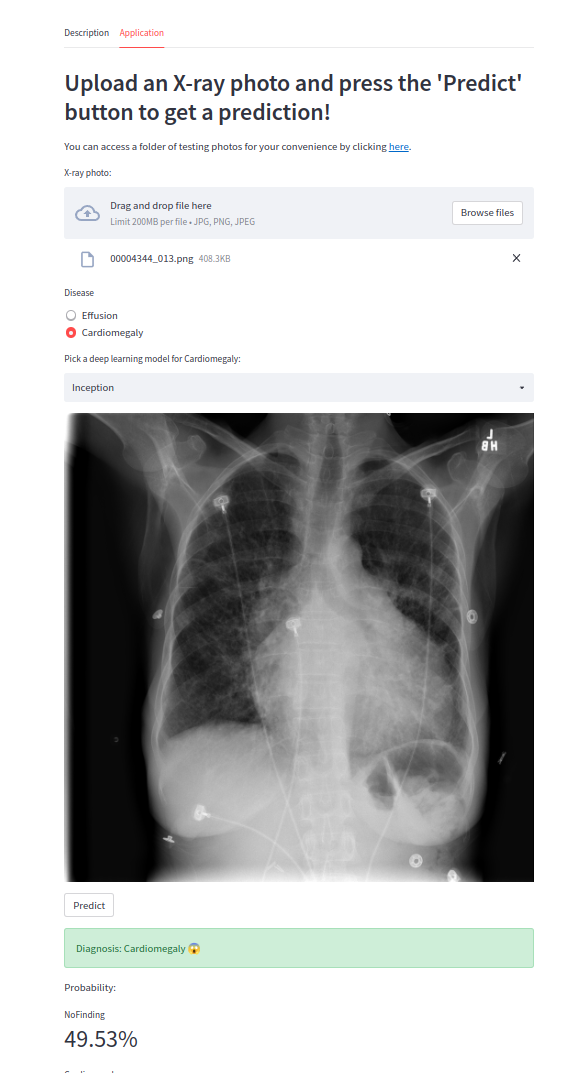 Description Application
Upload an X-ray photo and press the 'Predict'
button to get a prediction!
You can access a folder of testing photos for your convenience by clicking here.
X-ray photo:
Drag and drop file here
Limit 200MB per file • JPG, PNG, JPEG
Browse files
00004344_013.png 408.3KB
Disease
Effusion
Cardiomegaly
Pick a deep learning model for Cardiomegaly:
Inception
Predict
Diagnosis: Cardiomegaly 😱
Probability:
NoFinding
49.53%